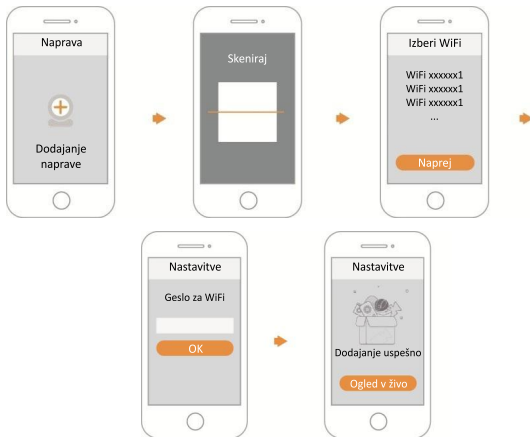 Naprava
Dodajanje
naprave
Skeniraj
Izberi WiFi
WiFi xxxxxx1
WiFi xxxxxx1
WiFi xxxxxx1
...
Naprej
Nastavitve
Geslo za WiFi
OK
Nastavitve
Dodajanje uspešno
Ogled v živo